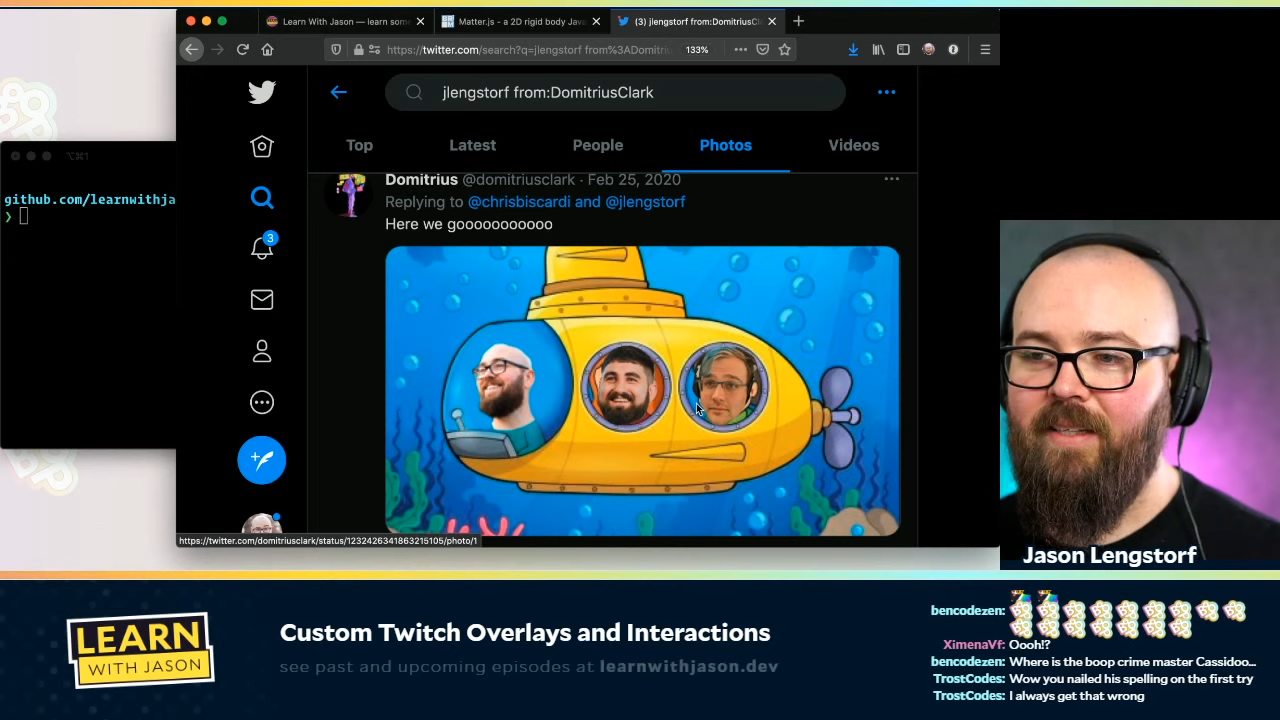 Learn With Jason — learn som
Matter.js - a 2D rigid body Java
(3) jlengstorf from:DomitriusCl
https://twitter.com/search?q=jlengstorf from%3ADomitriu
133%
jlengstorf from:DomitriusClark
Top
Latest
People
Photos
Videos
⌥⌘1
github.com/learnwithja
❯
3
Domitrius @domitriusclark · Feb 25, 2020
Replying to @chrisbiscardi and @jlengstorf
Here we gooooooooooo
https://twitter.com/domitriusclark/status/1232426341863215105/photo/1
Jason Lengstorf
LEARN
WITH JASON
Custom Twitch Overlays and Interactions
see past and upcoming episodes at learnwithjason.dev
bencodezen:
XimenaVf: Oooh!?
bencodezen: Where is the boop crime master Cassidoo...
TrostCodes: Wow you nailed his spelling on the first try
TrostCodes: I always get that wrong